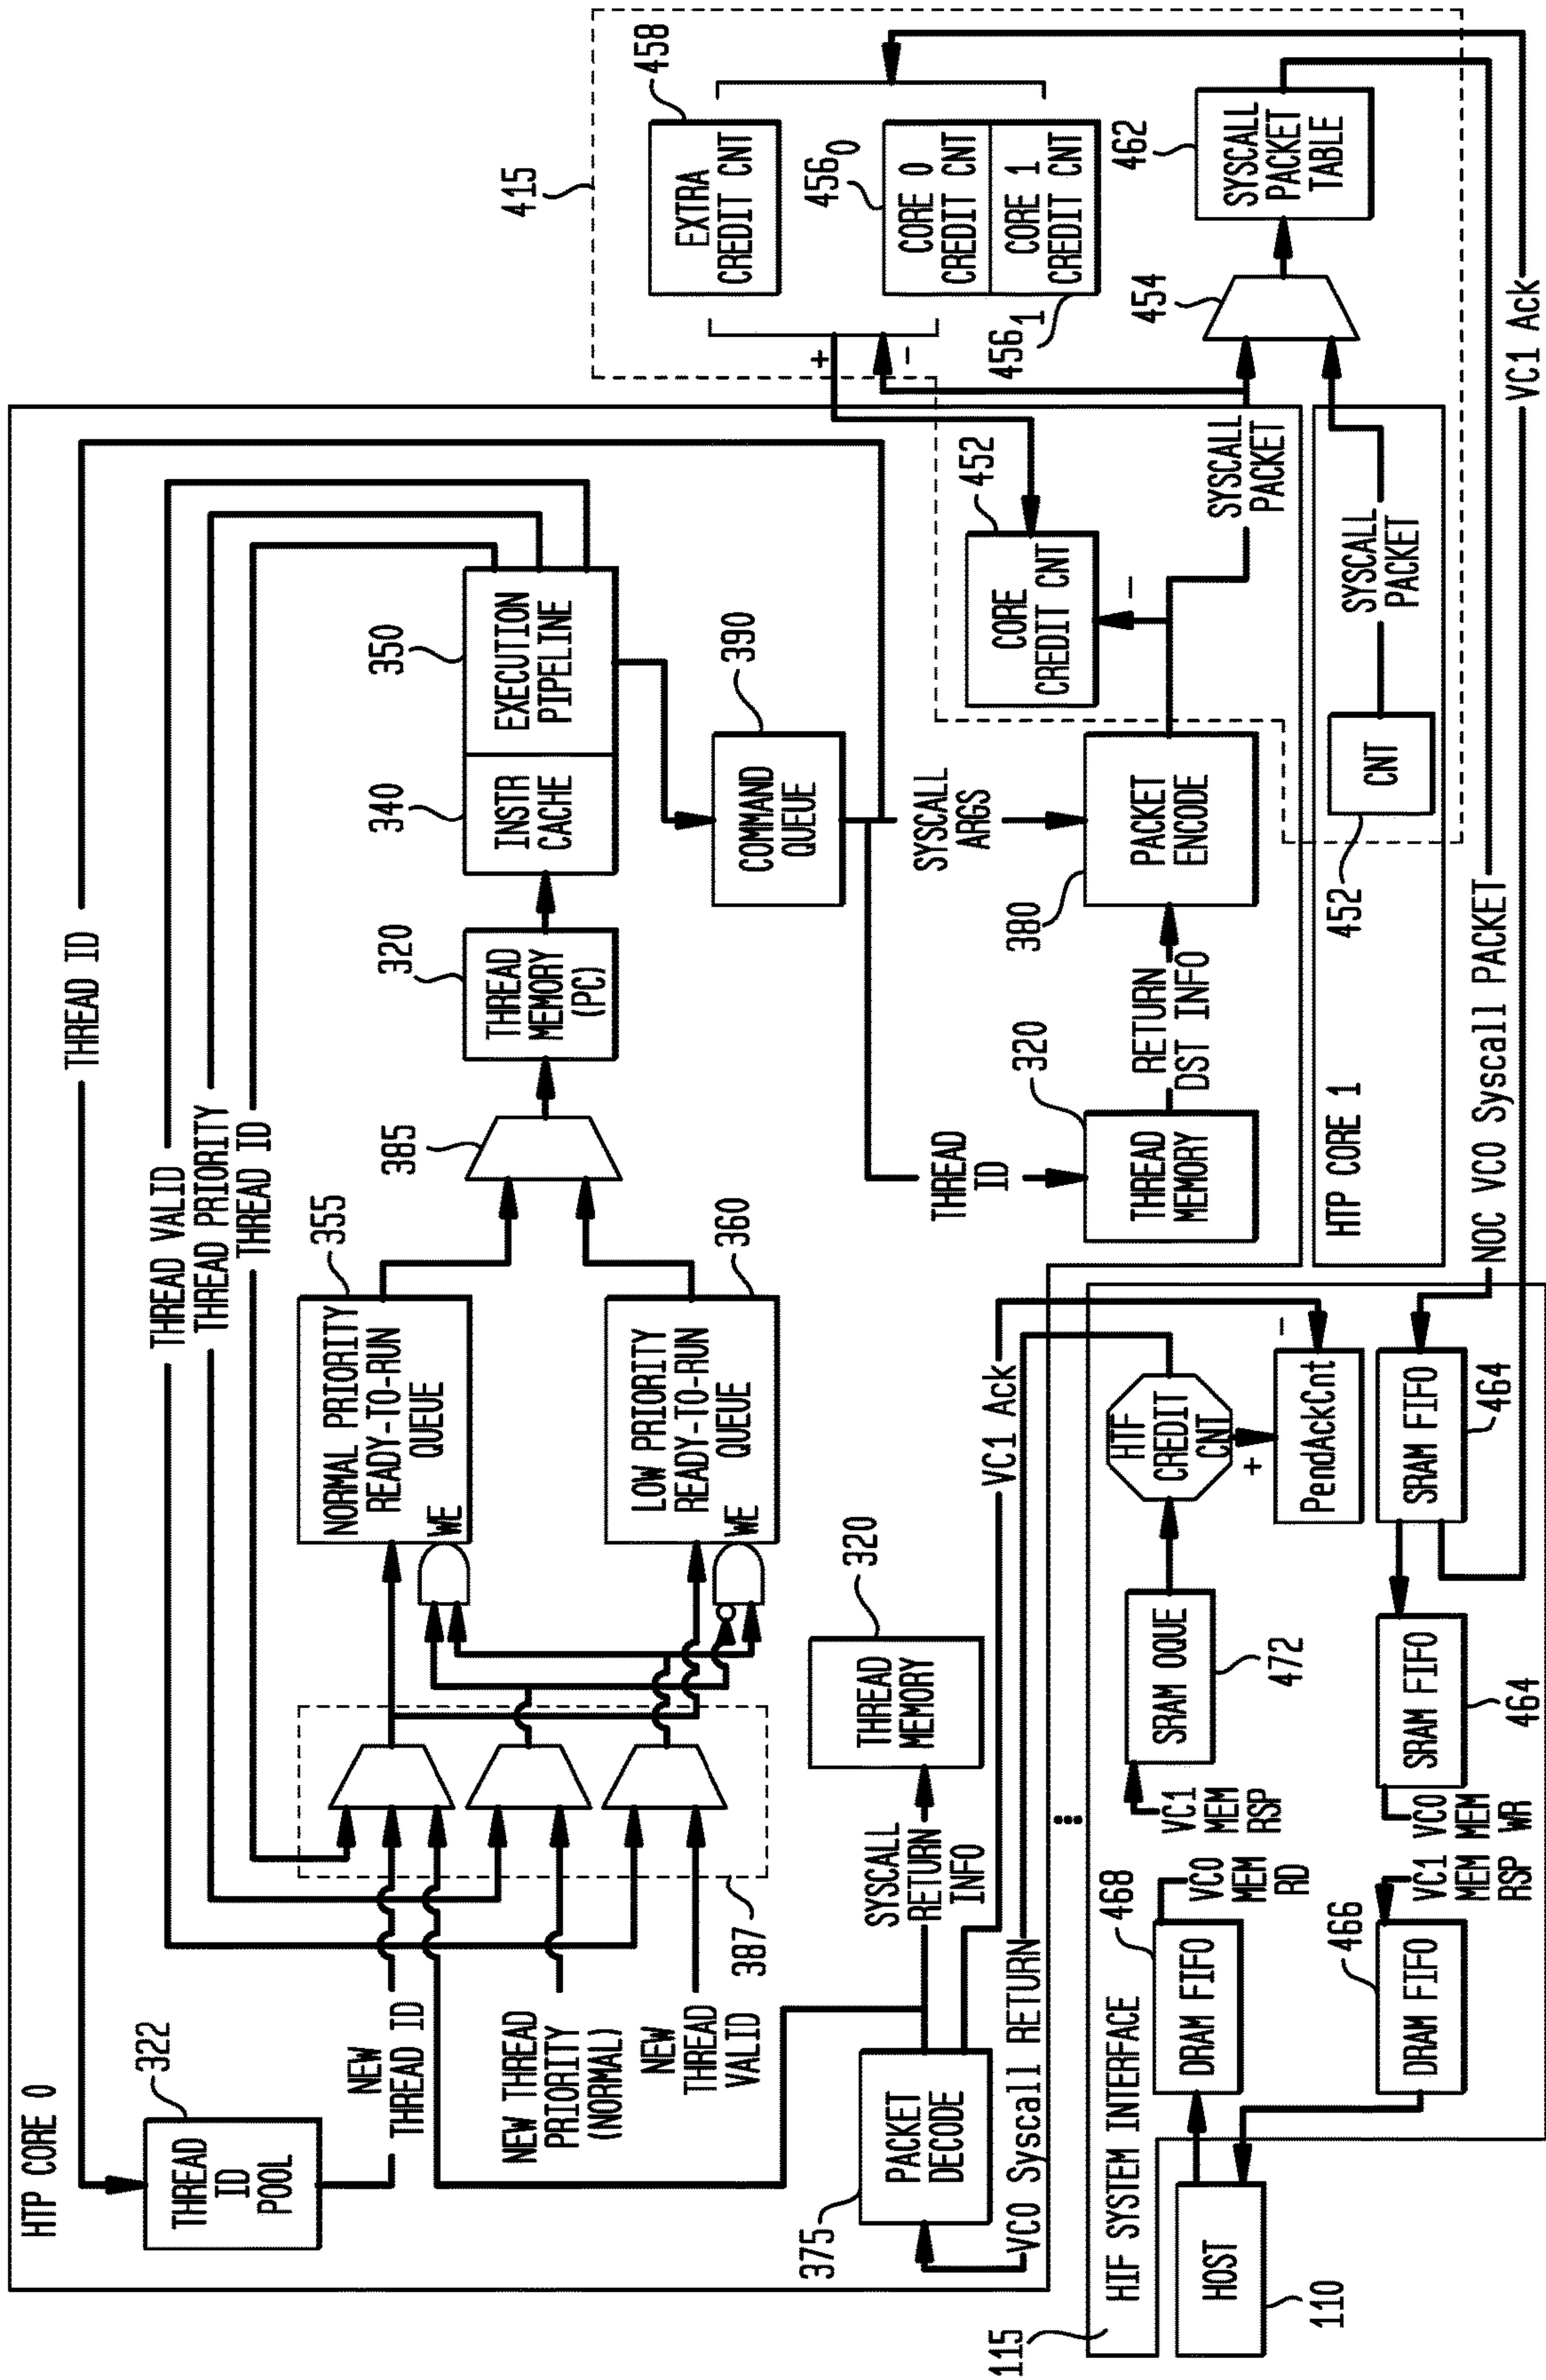 HTP CORE 0
THREAD ID
THREAD VALID
THREAD PRIORITY
THREAD ID
322
THREAD
ID
POOL
NEW
THREAD ID
NEW THREAD
PRIORITY
(NORMAL)
NEW
THREAD
VALID
387
355
NORMAL PRIORITY
READY-TO-RUN
QUEUE
WE
360
LOW PRIORITY
READY-TO-RUN
QUEUE
WE
385
320
THREAD
MEMORY
(PC)
340
INSTR
CACHE
350
EXECUTION
PIPELINE
390
COMMAND
QUEUE
375
PACKET
DECODE
SYSCALL
RETURN
INFO
320
THREAD
MEMORY
THREAD
ID
320
THREAD
MEMORY
RETURN
DST INFO
SYSCALL
ARGS
380
PACKET
ENCODE
452
CORE
CREDIT CNT
−
SYSCALL
PACKET
415
458
EXTRA
CREDIT CNT
456₀
CORE 0
CREDIT CNT
CORE 1
CREDIT CNT
456₁
+
−
454
462
SYSCALL
PACKET
TABLE
HTP CORE 1
452
CNT
SYSCALL
PACKET
VC0 Syscall RETURN
VC1 Ack
...
115
HIF SYSTEM INTERFACE
HOST
110
468
DRAM FIFO
VC0
MEM
RD
466
DRAM FIFO
VC1
MEM
RSP
VC1
MEM
RSP
SRAM OQUE
472
HTF
CREDIT
CNT
+
−
PendAckCnt
VC0
MEM
WR
SRAM FIFO
464
SRAM FIFO
464
NOC VC0 Syscall PACKET
VC1 Ack